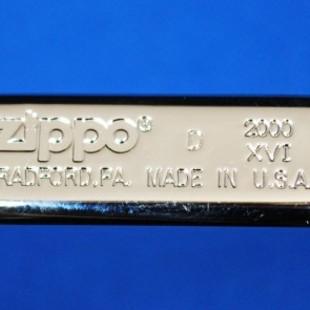 zippo® D 2000
XVI
RADFORD, PA. MADE IN U.S.A.